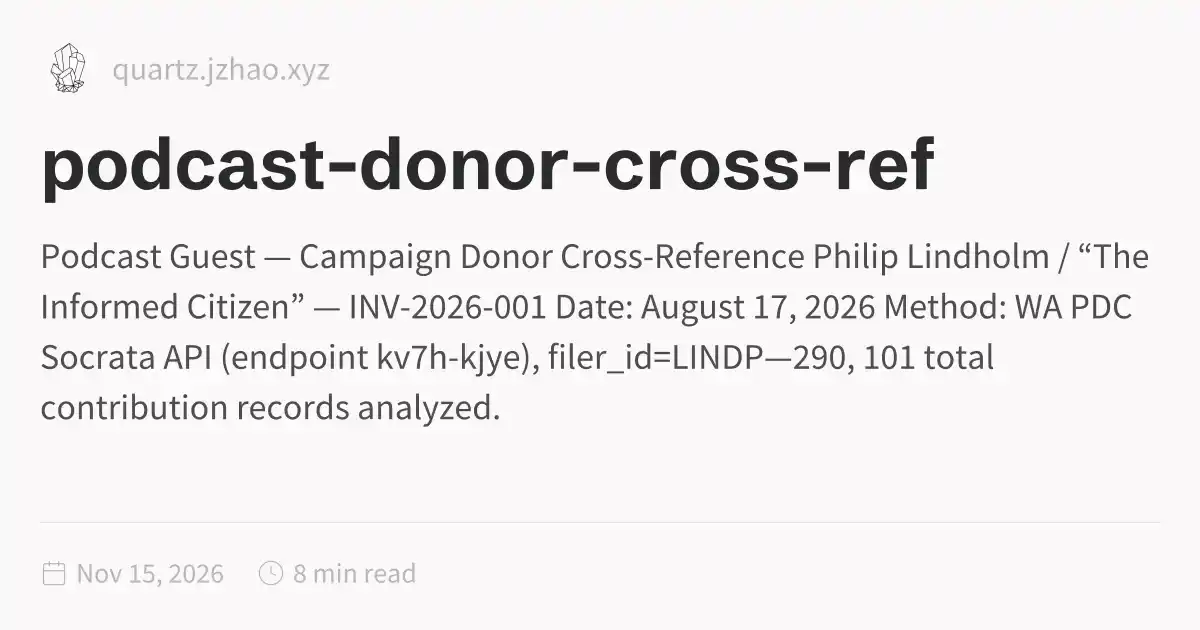 quartz.jzhao.xyz
podcast-donor-cross-ref
Podcast Guest — Campaign Donor Cross-Reference Philip Lindholm / “The
Informed Citizen” — INV-2026-001 Date: August 17, 2026 Method: WA PDC
Socrata API (endpoint kv7h-kjye), filer_id=LINDP—290, 101 total
contribution records analyzed.
Nov 15, 2026 8 min read